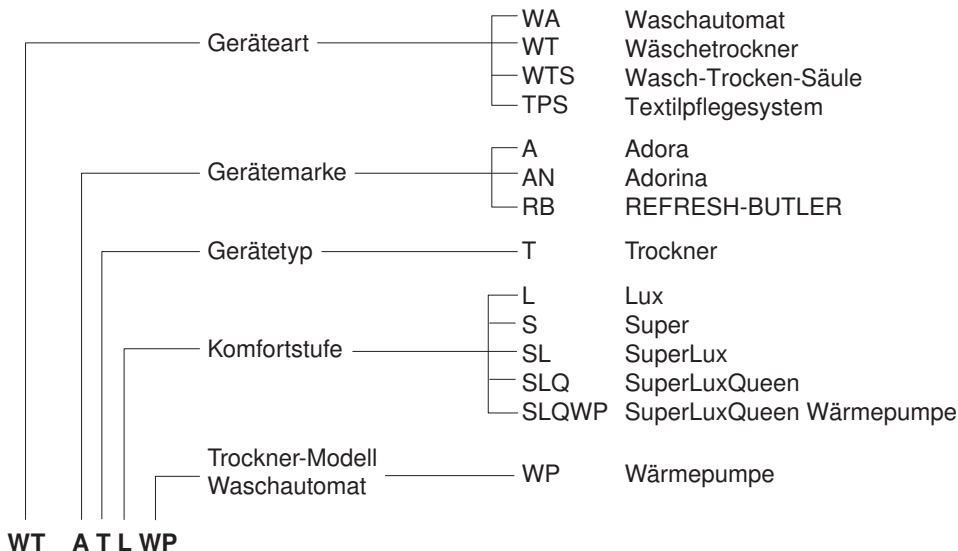 WA Waschautomat
Geräteart WT Wäschetrockner
WTS Wasch-Trocken-Säule
TPS Textilpflegesystem
A Adora
Gerätemarke AN Adorina
RB REFRESH-BUTLER
Gerätetyp T Trockner
L Lux
S Super
Komfortstufe SL SuperLux
SLQ SuperLuxQueen
SLQWP SuperLuxQueen Wärmepumpe
Trockner-Modell
Waschautomat WP Wärmepumpe
WT A T L WP